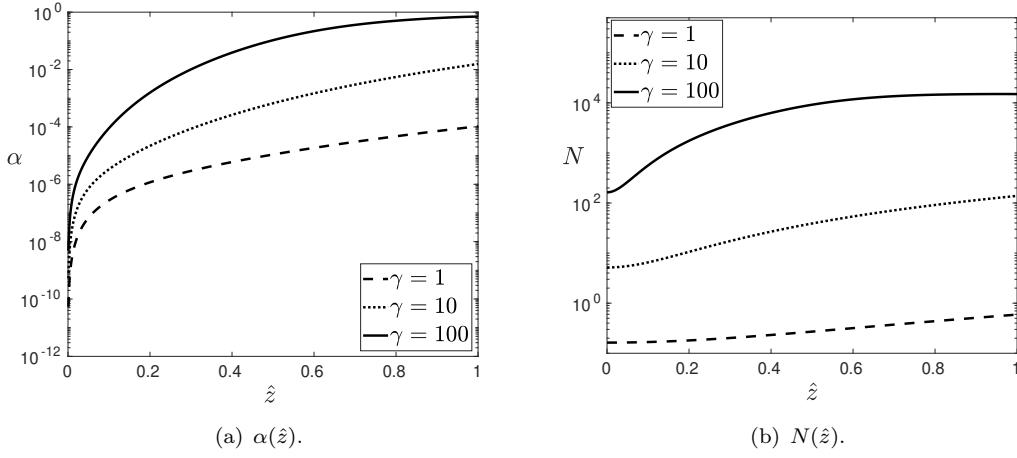 10^0
10^-2
10^-4
α
10^-6
10^-8
10^-10
10^-12
0 0.2 0.4 0.6 0.8 1
ẑ
γ = 1
γ = 10
γ = 100
(a) α(ẑ).
γ = 1
γ = 10
γ = 100
10^4
N
10^2
10^0
0 0.2 0.4 0.6 0.8 1
ẑ
(b) N(ẑ).